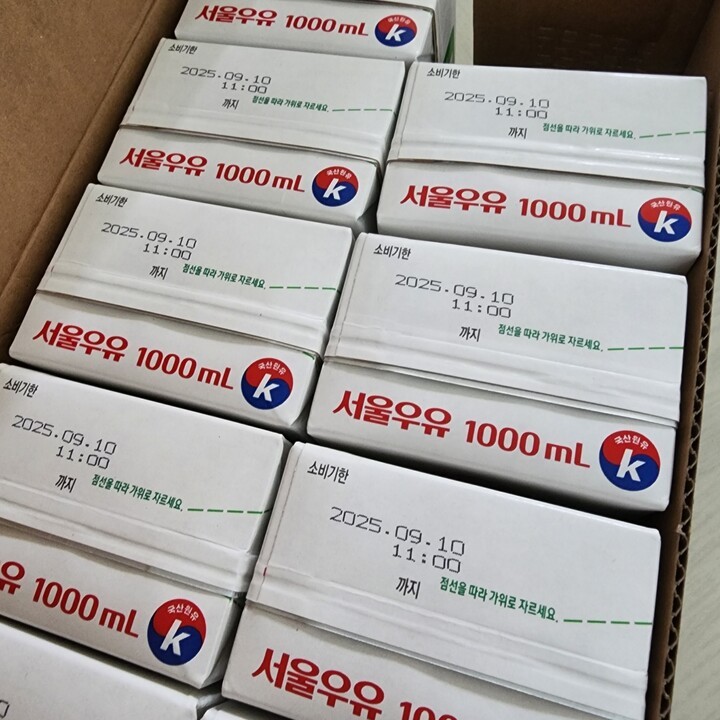 서울우유 1000mL
국산원유
K
소비기한
2025.09.10
11:00
까지 점선을 따라 가위로 자르세요.
서울우유 1000mL
국산원유
K
소비기한
2025.09.10
11:00
까지 점선을 따라 가위로 자르세요.
서울우유 1000mL
국산원유
K
소비기한
2025.09.10
11:00
까지 점선을 따라 가위로 자르세요.
서울우유 1000mL
국산원유
K
소비기한
2025.09.10
11:00
까지 점선을 따라 가위로 자르세요.
서울우유 1000mL
국산원유
K
소비기한
2025.09.10
11:00
까지 점선을 따라 가위로 자르세요.
유 1000mL
국산원유
K
소비기한
2025.09.10
11:00
까지 점선을 따라 가위로 자르세요.
서울우유 100